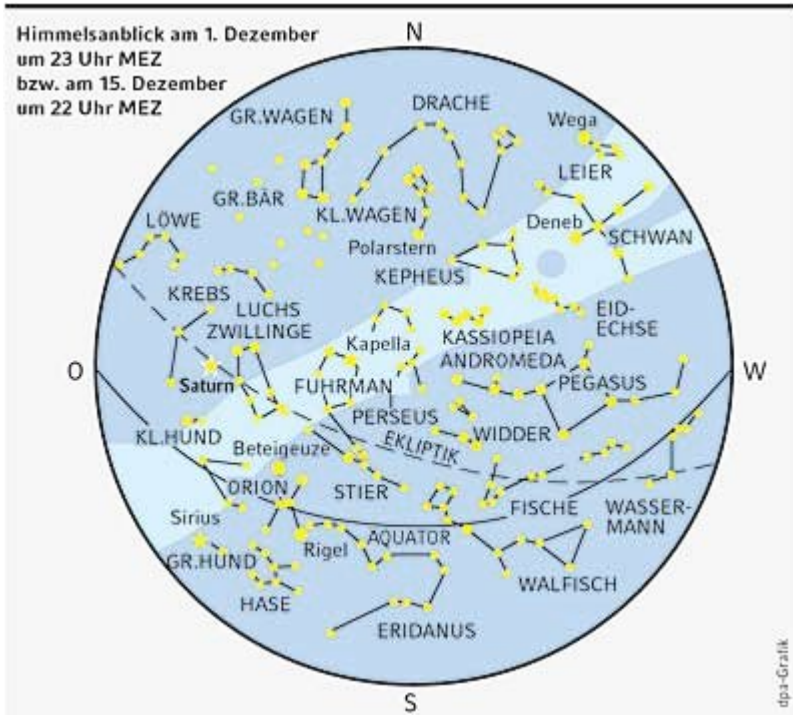 Himmelsanblick am 1. Dezember
um 23 Uhr MEZ
bzw. am 15. Dezember
um 22 Uhr MEZ
N
GR.WAGEN
DRACHE
Wega
LEIER
GR.BÄR
KL.WAGEN
LÖWE
Deneb
SCHWAN
Polarstern
KEPHEUS
KREBS
LUCHS
EID-
ECHSE
ZWILLINGE
Kapella
KASSIOPEIA
ANDROMEDA
O
W
Saturn
FUHRMAN
PEGASUS
PERSEUS
KL.HUND
WIDDER
Beteigeuze
EKLIPTIK
ORION
STIER
FISCHE
WASSER-
MANN
Sirius
AQUATOR
Rigel
GR.HUND
WALFISCH
HASE
ERIDANUS
S
dpa-Grafik